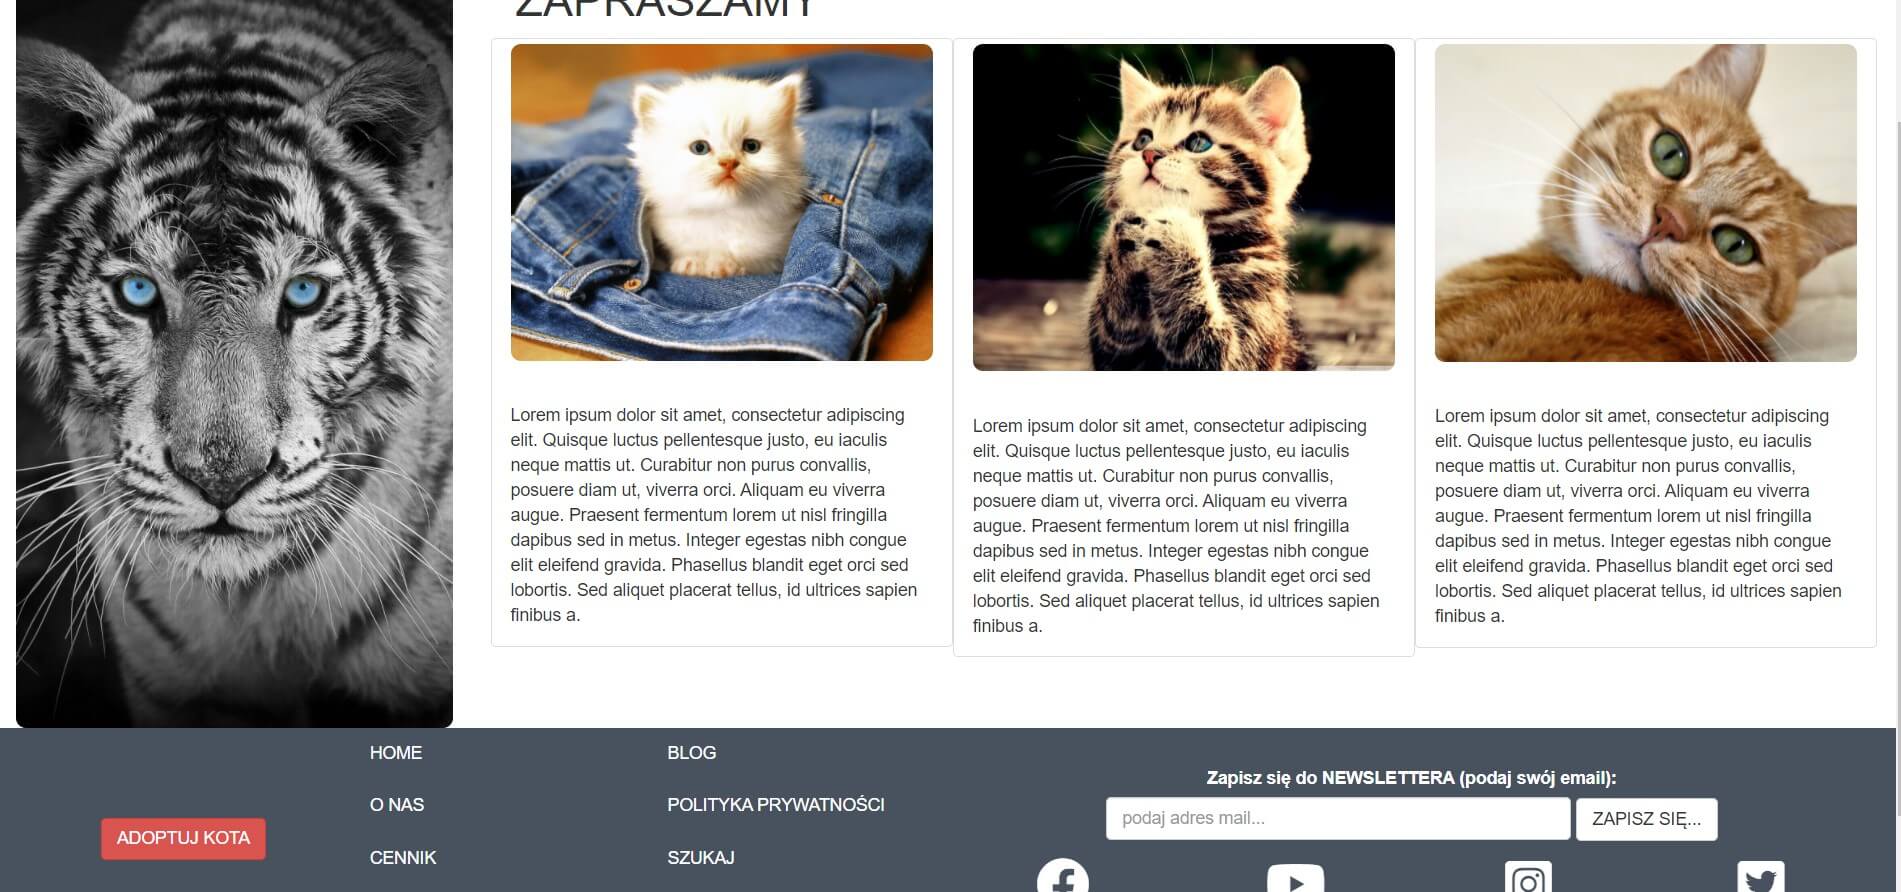 ZAPRASZAMY
Lorem ipsum dolor sit amet, consectetur adipiscing
elit. Quisque luctus pellentesque justo, eu iaculis
neque mattis ut. Curabitur non purus convallis,
posuere diam ut, viverra orci. Aliquam eu viverra
augue. Praesent fermentum lorem ut nisl fringilla
dapibus sed in metus. Integer egestas nibh congue
elit eleifend gravida. Phasellus blandit eget orci sed
lobortis. Sed aliquet placerat tellus, id ultrices sapien
finibus a.
Lorem ipsum dolor sit amet, consectetur adipiscing
elit. Quisque luctus pellentesque justo, eu iaculis
neque mattis ut. Curabitur non purus convallis,
posuere diam ut, viverra orci. Aliquam eu viverra
augue. Praesent fermentum lorem ut nisl fringilla
dapibus sed in metus. Integer egestas nibh congue
elit eleifend gravida. Phasellus blandit eget orci sed
lobortis. Sed aliquet placerat tellus, id ultrices sapien
finibus a.
Lorem ipsum dolor sit amet, consectetur adipiscing
elit. Quisque luctus pellentesque justo, eu iaculis
neque mattis ut. Curabitur non purus convallis,
posuere diam ut, viverra orci. Aliquam eu viverra
augue. Praesent fermentum lorem ut nisl fringilla
dapibus sed in metus. Integer egestas nibh congue
elit eleifend gravida. Phasellus blandit eget orci sed
lobortis. Sed aliquet placerat tellus, id ultrices sapien
finibus a.
ADOPTUJ KOTA
HOME
O NAS
CENNIK
BLOG
POLITYKA PRYWATNOŚCI
SZUKAJ
Zapisz się do NEWSLETTERA (podaj swój email):
podaj adres mail...
ZAPISZ SIĘ...